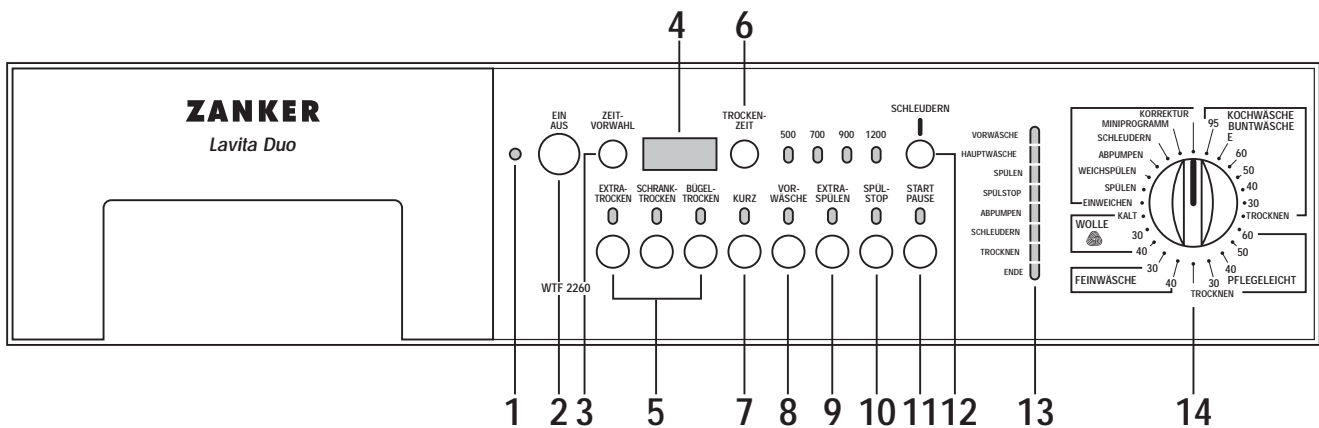 4 6
ZANKER
Lavita Duo
EIN
AUS
ZEIT-
VORWAHL
TROCKEN-
ZEIT
500 700 900 1200
SCHLEUDERN
EXTRA-
TROCKEN
SCHRANK-
TROCKEN
BÜGEL-
TROCKEN
KURZ
VOR-
WÄSCHE
EXTRA-
SPÜLEN
SPÜL-
STOP
START
PAUSE
WTF 2260
VORWÄSCHE
HAUPTWÄSCHE
SPÜLEN
SPÜLSTOP
ABPUMPEN
SCHLEUDERN
TROCKNEN
ENDE
KORREKTUR
MINIPROGRAMM
SCHLEUDERN
ABPUMPEN
WEICHSPÜLEN
SPÜLEN
EINWEICHEN
KALT
WOLLE
30
40
30
FEINWÄSCHE
40
KOCHWÄSCHE
BUNTWÄSCHE
95
E
60
50
40
30
TROCKNEN
60
50
40
PFLEGELEICHT
30
TROCKNEN
1 2 3 5 7 8 9 10 11 12 13 14